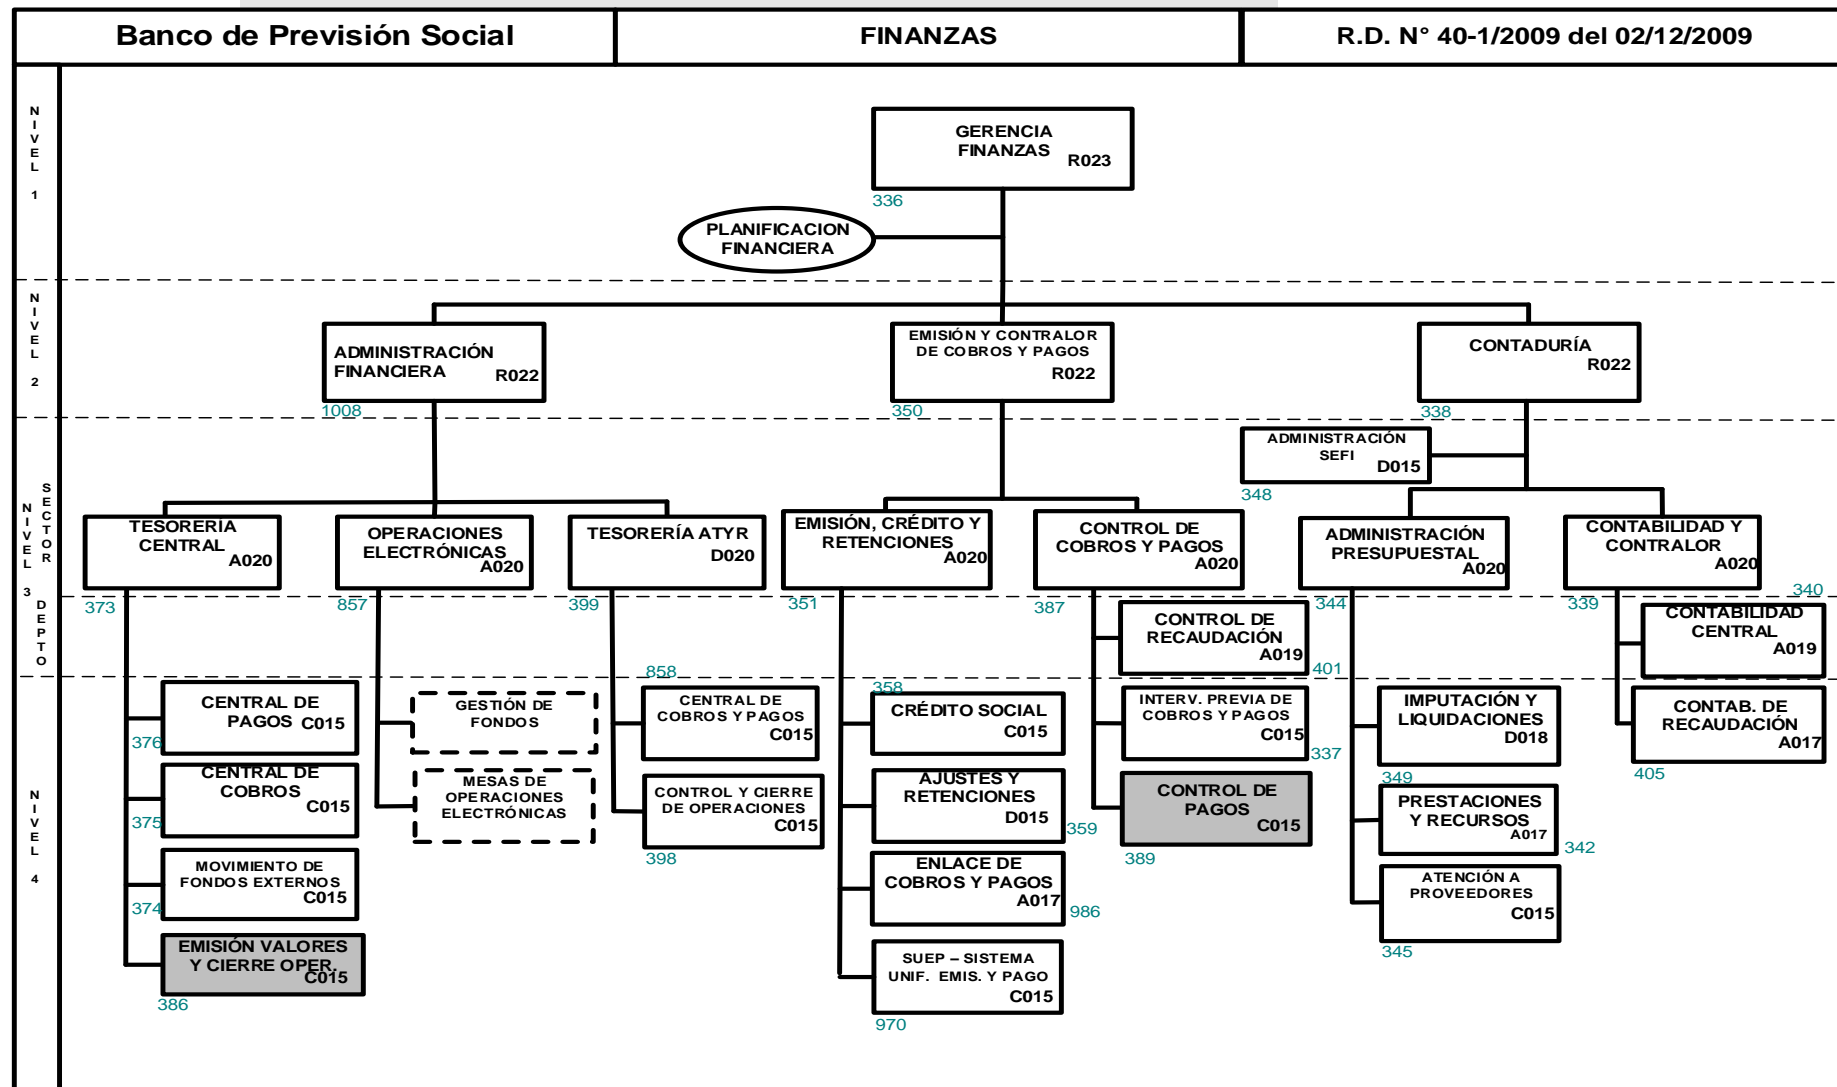 Banco de Previsión Social
FINANZAS
R.D. N° 40-1/2009 del 02/12/2009
NIVEL 1
GERENCIA
FINANZAS
R023
336
PLANIFICACION
FINANCIERA
NIVEL 2
ADMINISTRACIÓN
FINANCIERA
R022
1008
EMISIÓN Y CONTRALOR
DE COBROS Y PAGOS
R022
350
CONTADURÍA
R022
338
ADMINISTRACIÓN
SEFI
D015
348
NIVEL 3
SECTOR
TESORERIA
CENTRAL
A020
373
OPERACIONES
ELECTRÓNICAS
A020
857
TESORERÍA ATYR
D020
399
EMISIÓN, CRÉDITO Y
RETENCIONES
A020
351
CONTROL DE
COBROS Y PAGOS
A020
387
ADMINISTRACIÓN
PRESUPUESTAL
A020
344
CONTABILIDAD Y
CONTRALOR
A020
339
340
DEPTO
CONTROL DE
RECAUDACIÓN
A019
401
CONTABILIDAD
CENTRAL
A019
NIVEL 4
CENTRAL DE
PAGOS C015
376
CENTRAL DE
COBROS
C015
375
MOVIMIENTO DE
FONDOS EXTERNOS
C015
374
EMISIÓN VALORES
Y CIERRE OPER.
C015
386
GESTIÓN DE
FONDOS
MESAS DE
OPERACIONES
ELECTRÓNICAS
858
CENTRAL DE
COBROS Y PAGOS
C015
CONTROL Y CIERRE
DE OPERACIONES
C015
398
358
CRÉDITO SOCIAL
C015
AJUSTES Y
RETENCIONES
D015
359
ENLACE DE
COBROS Y PAGOS
A017
986
SUEP – SISTEMA
UNIF. EMIS. Y PAGO
C015
970
INTERV. PREVIA DE
COBROS Y PAGOS
C015
337
CONTROL DE
PAGOS
C015
389
IMPUTACIÓN Y
LIQUIDACIONES
D018
349
PRESTACIONES
Y RECURSOS
A017
342
ATENCIÓN A
PROVEEDORES
C015
345
CONTAB. DE
RECAUDACIÓN
A017
405